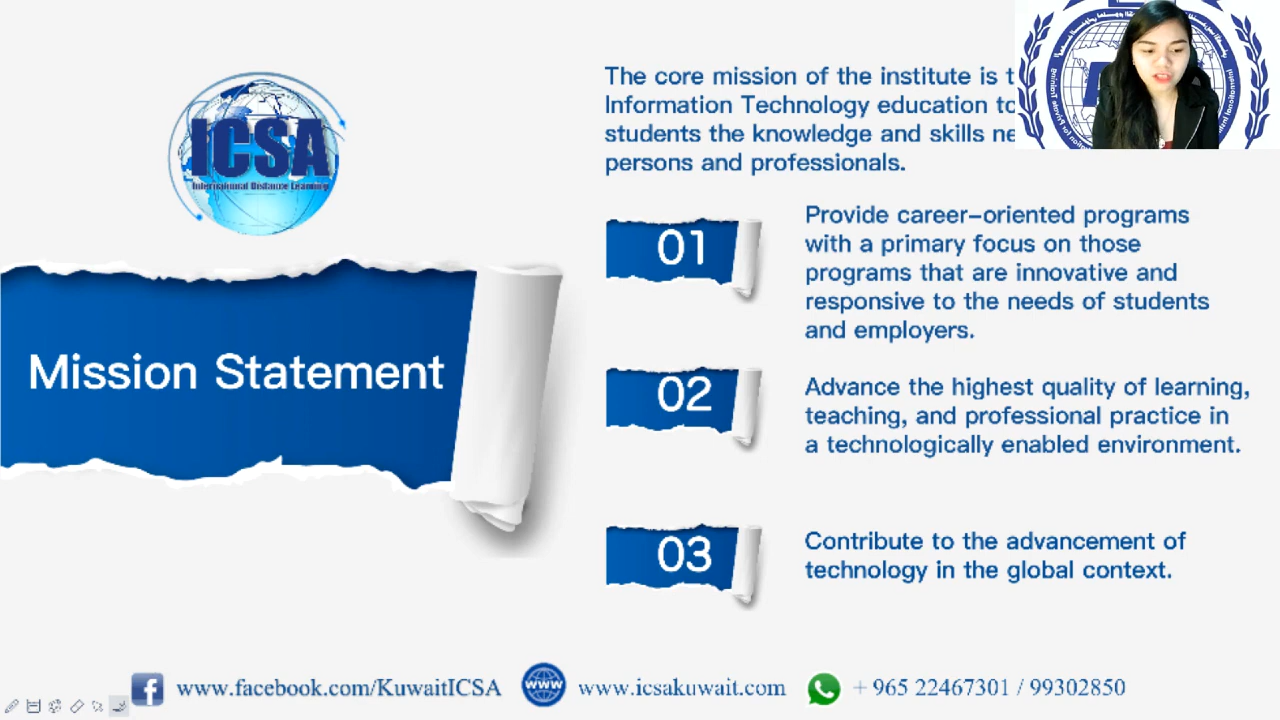 ICSA
International Distance Learning
Mission Statement
The core mission of the institute is
Information Technology education
students the knowledge and skills
persons and professionals.
01
Provide career-oriented programs
with a primary focus on those
programs that are innovative and
responsive to the needs of students
and employers.
02
Advance the highest quality of learning,
teaching, and professional practice in
a technologically enabled environment.
03
Contribute to the advancement of
technology in the global context.
www.facebook.com/KuwaitICSA
www
www.icsakuwait.com
+ 965 22467301 / 99302850